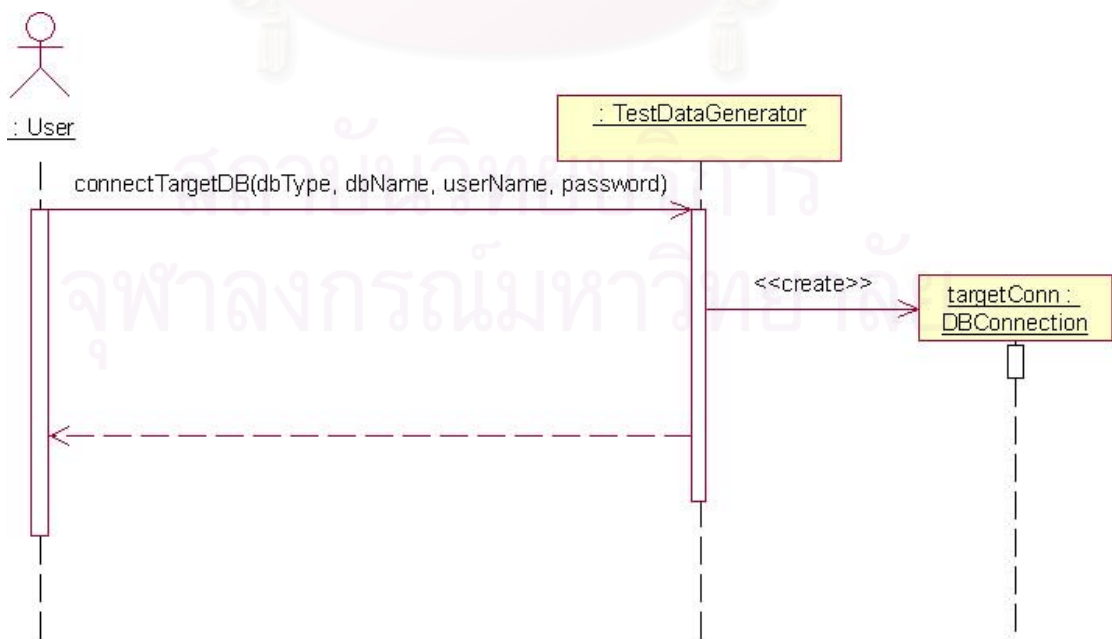 : User
: TestDataGenerator
connectTargetDB(dbType, dbName, userName, password)
สถาบันวิทยบริการ
<<create>>
จุฬาลงกรณ์มหาวิทยาลัย
targetConn :
DBConnection